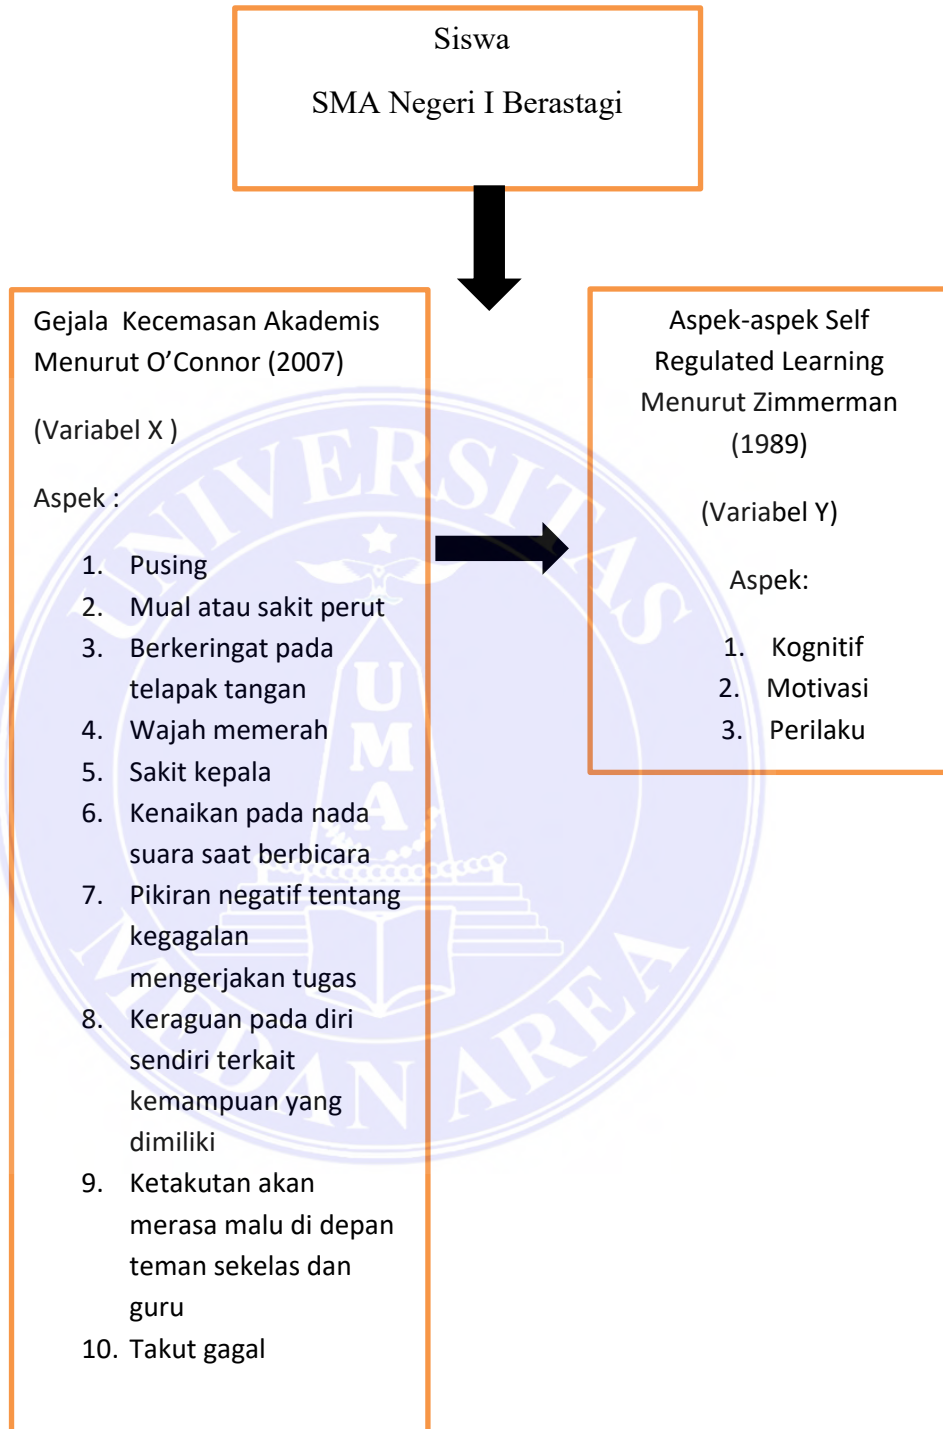 Siswa
SMA Negeri I Berastagi
Gejala Kecemasan Akademis
Menurut O’Connor (2007)
(Variabel X )
Aspek :
1. Pusing
2. Mual atau sakit perut
3. Berkeringat pada
telapak tangan
4. Wajah memerah
5. Sakit kepala
6. Kenaikan pada nada
suara saat berbicara
7. Pikiran negatif tentang
kegagalan
mengerjakan tugas
8. Keraguan pada diri
sendiri terkait
kemampuan yang
dimiliki
9. Ketakutan akan
merasa malu di depan
teman sekelas dan
guru
10. Takut gagal
Aspek-aspek Self
Regulated Learning
Menurut Zimmerman
(1989)
(Variabel Y)
Aspek:
1. Kognitif
2. Motivasi
3. Perilaku
UNIVERSITAS
MEDAN AREA
UMA